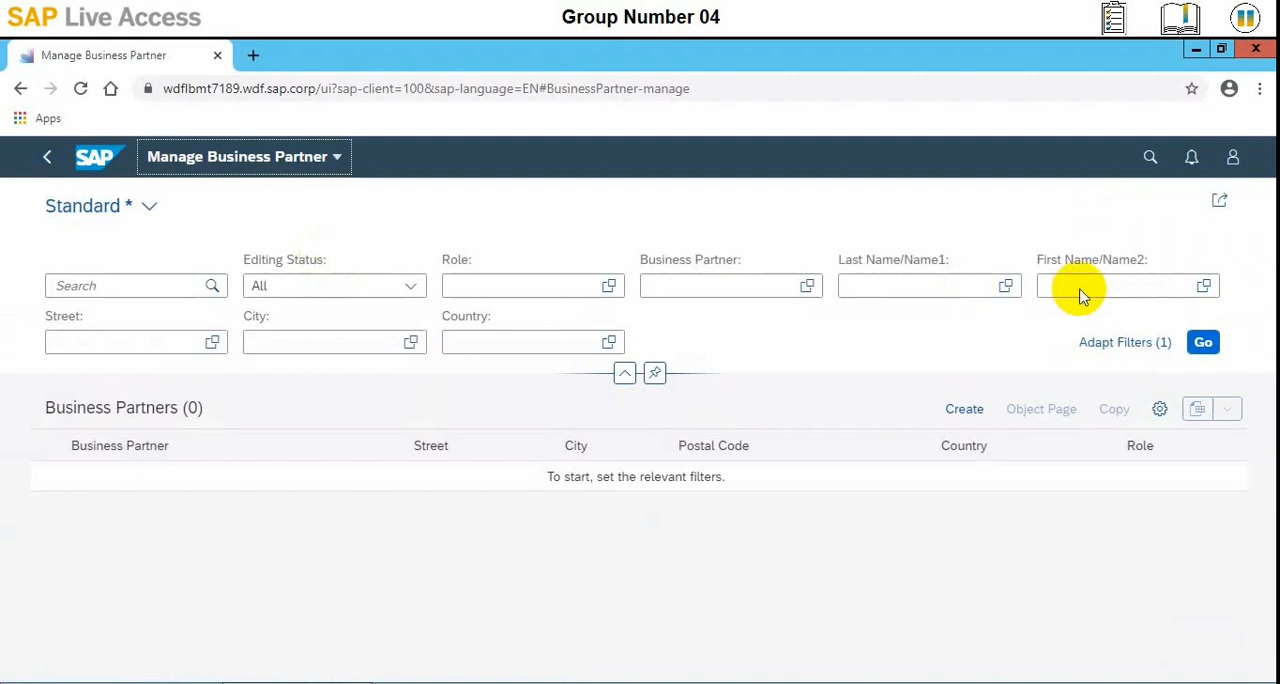 SAP Live Access
Group Number 04
Manage Business Partner
wdflbmt7189.wdf.sap.corp/ui?sap-client=100&sap-language=EN#BusinessPartner-manage
Apps
SAP
Manage Business Partner
Standard *
Editing Status: Role: Business Partner: Last Name/Name1: First Name/Name2:
Search All
Street: City: Country:
Adapt Filters (1) Go
Business Partners (0) Create Object Page Copy
Business Partner Street City Postal Code Country Role
To start, set the relevant filters.